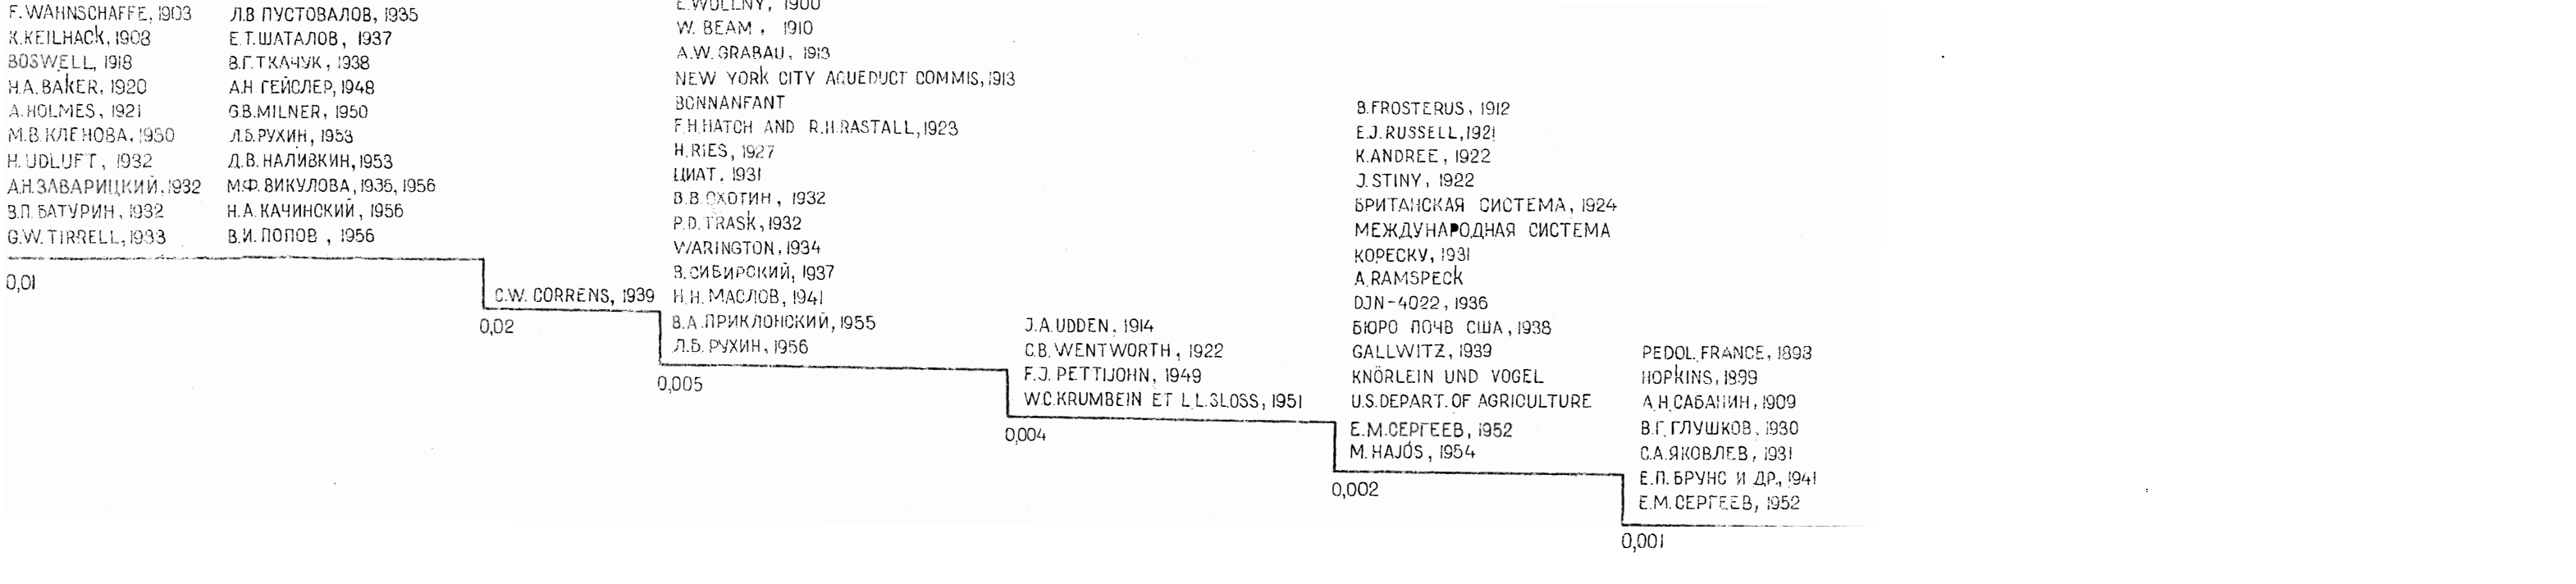 F. WAHNSCHAFFE, 1903
K. KEILHACK, 1908
BOSWELL, 1918
H.A. BAKER, 1920
A. HOLMES, 1921
М.В. КЛЕНОВА, 1930
H. UDLUFT, 1932
А.Н. ЗАВАРИЦКИЙ, 1932
В.П. БАТУРИН, 1932
G.W. TIRRELL, 1933
Л.В ПУСТОВАЛОВ, 1935
Е.Т. ШАТАЛОВ, 1937
В.Г. ТКАЧУК, 1938
А.Н ГЕЙСЛЕР, 1948
G.B. MILNER, 1950
Л.Б. РУХИН, 1953
Д.В. НАЛИВКИН, 1953
М.Ф. ВИКУЛОВА, 1935, 1956
Н.А. КАЧИНСКИЙ, 1956
В.И. ПОПОВ, 1956
0,01
C.W. CORRENS, 1939
0,02
E. WOLLNY, 1900
W. BEAM, 1910
A.W. GRABAU, 1913
NEW YORK CITY AQUEDUCT COMMIS, 1913
BONNANFANT
F.H. HATCH AND R.H. RASTALL, 1923
H. RIES, 1927
ЦИАТ, 1931
В.В. ОХОТИН, 1932
P.D. TRASK, 1932
WARINGTON, 1934
В. СИБИРСКИЙ, 1937
Н.Н. МАСЛОВ, 1941
В.А. ПРИКЛОНСКИЙ, 1955
Л.Б. РУХИН, 1956
0,005
J.A. UDDEN, 1914
C.B. WENTWORTH, 1922
F.J. PETTIJOHN, 1949
W.C. KRUMBEIN ET L.L. SLOSS, 1951
0,004
B. FROSTERUS, 1912
E.J. RUSSELL, 1921
K. ANDREE, 1922
J. STINY, 1922
БРИТАНСКАЯ СИСТЕМА, 1924
МЕЖДУНАРОДНАЯ СИСТЕМА
КОРЕСКУ, 1931
A. RAMSPECK
DJN-4022, 1936
БЮРО ПОЧВ США, 1938
GALLWITZ, 1939
KNÖRLEIN UND VOGEL
U.S. DEPART. OF AGRICULTURE
Е.М. СЕРГЕЕВ, 1952
M. HAJÓS, 1954
0,002
PEDOL. FRANCE, 1893
HOPKINS, 1899
А.Н. САБАНИН, 1909
В.Г. ГЛУШКОВ, 1930
С.А. ЯКОВЛЕВ, 1931
Е.П. БРУНС И ДР., 1941
Е.М. СЕРГЕЕВ, 1952
0,001